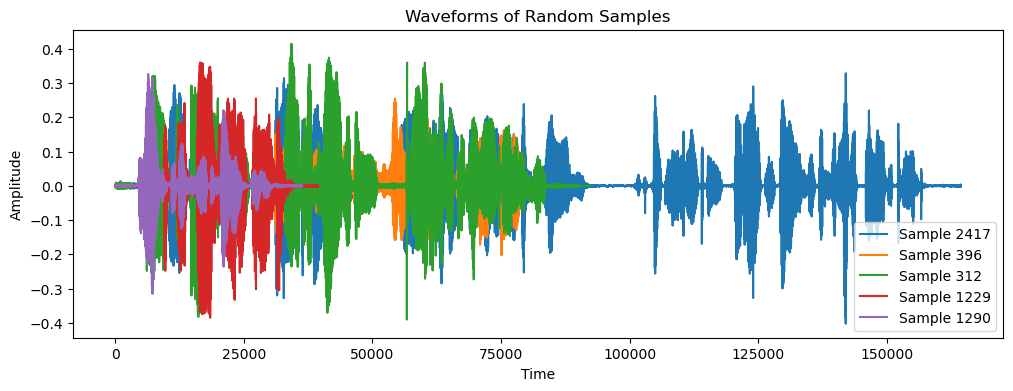 Waveforms of Random Samples
Amplitude
0.4
0.3
0.2
0.1
0.0
−0.1
−0.2
−0.3
−0.4
Sample 2417
Sample 396
Sample 312
Sample 1229
Sample 1290
0 25000 50000 75000 100000 125000 150000
Time